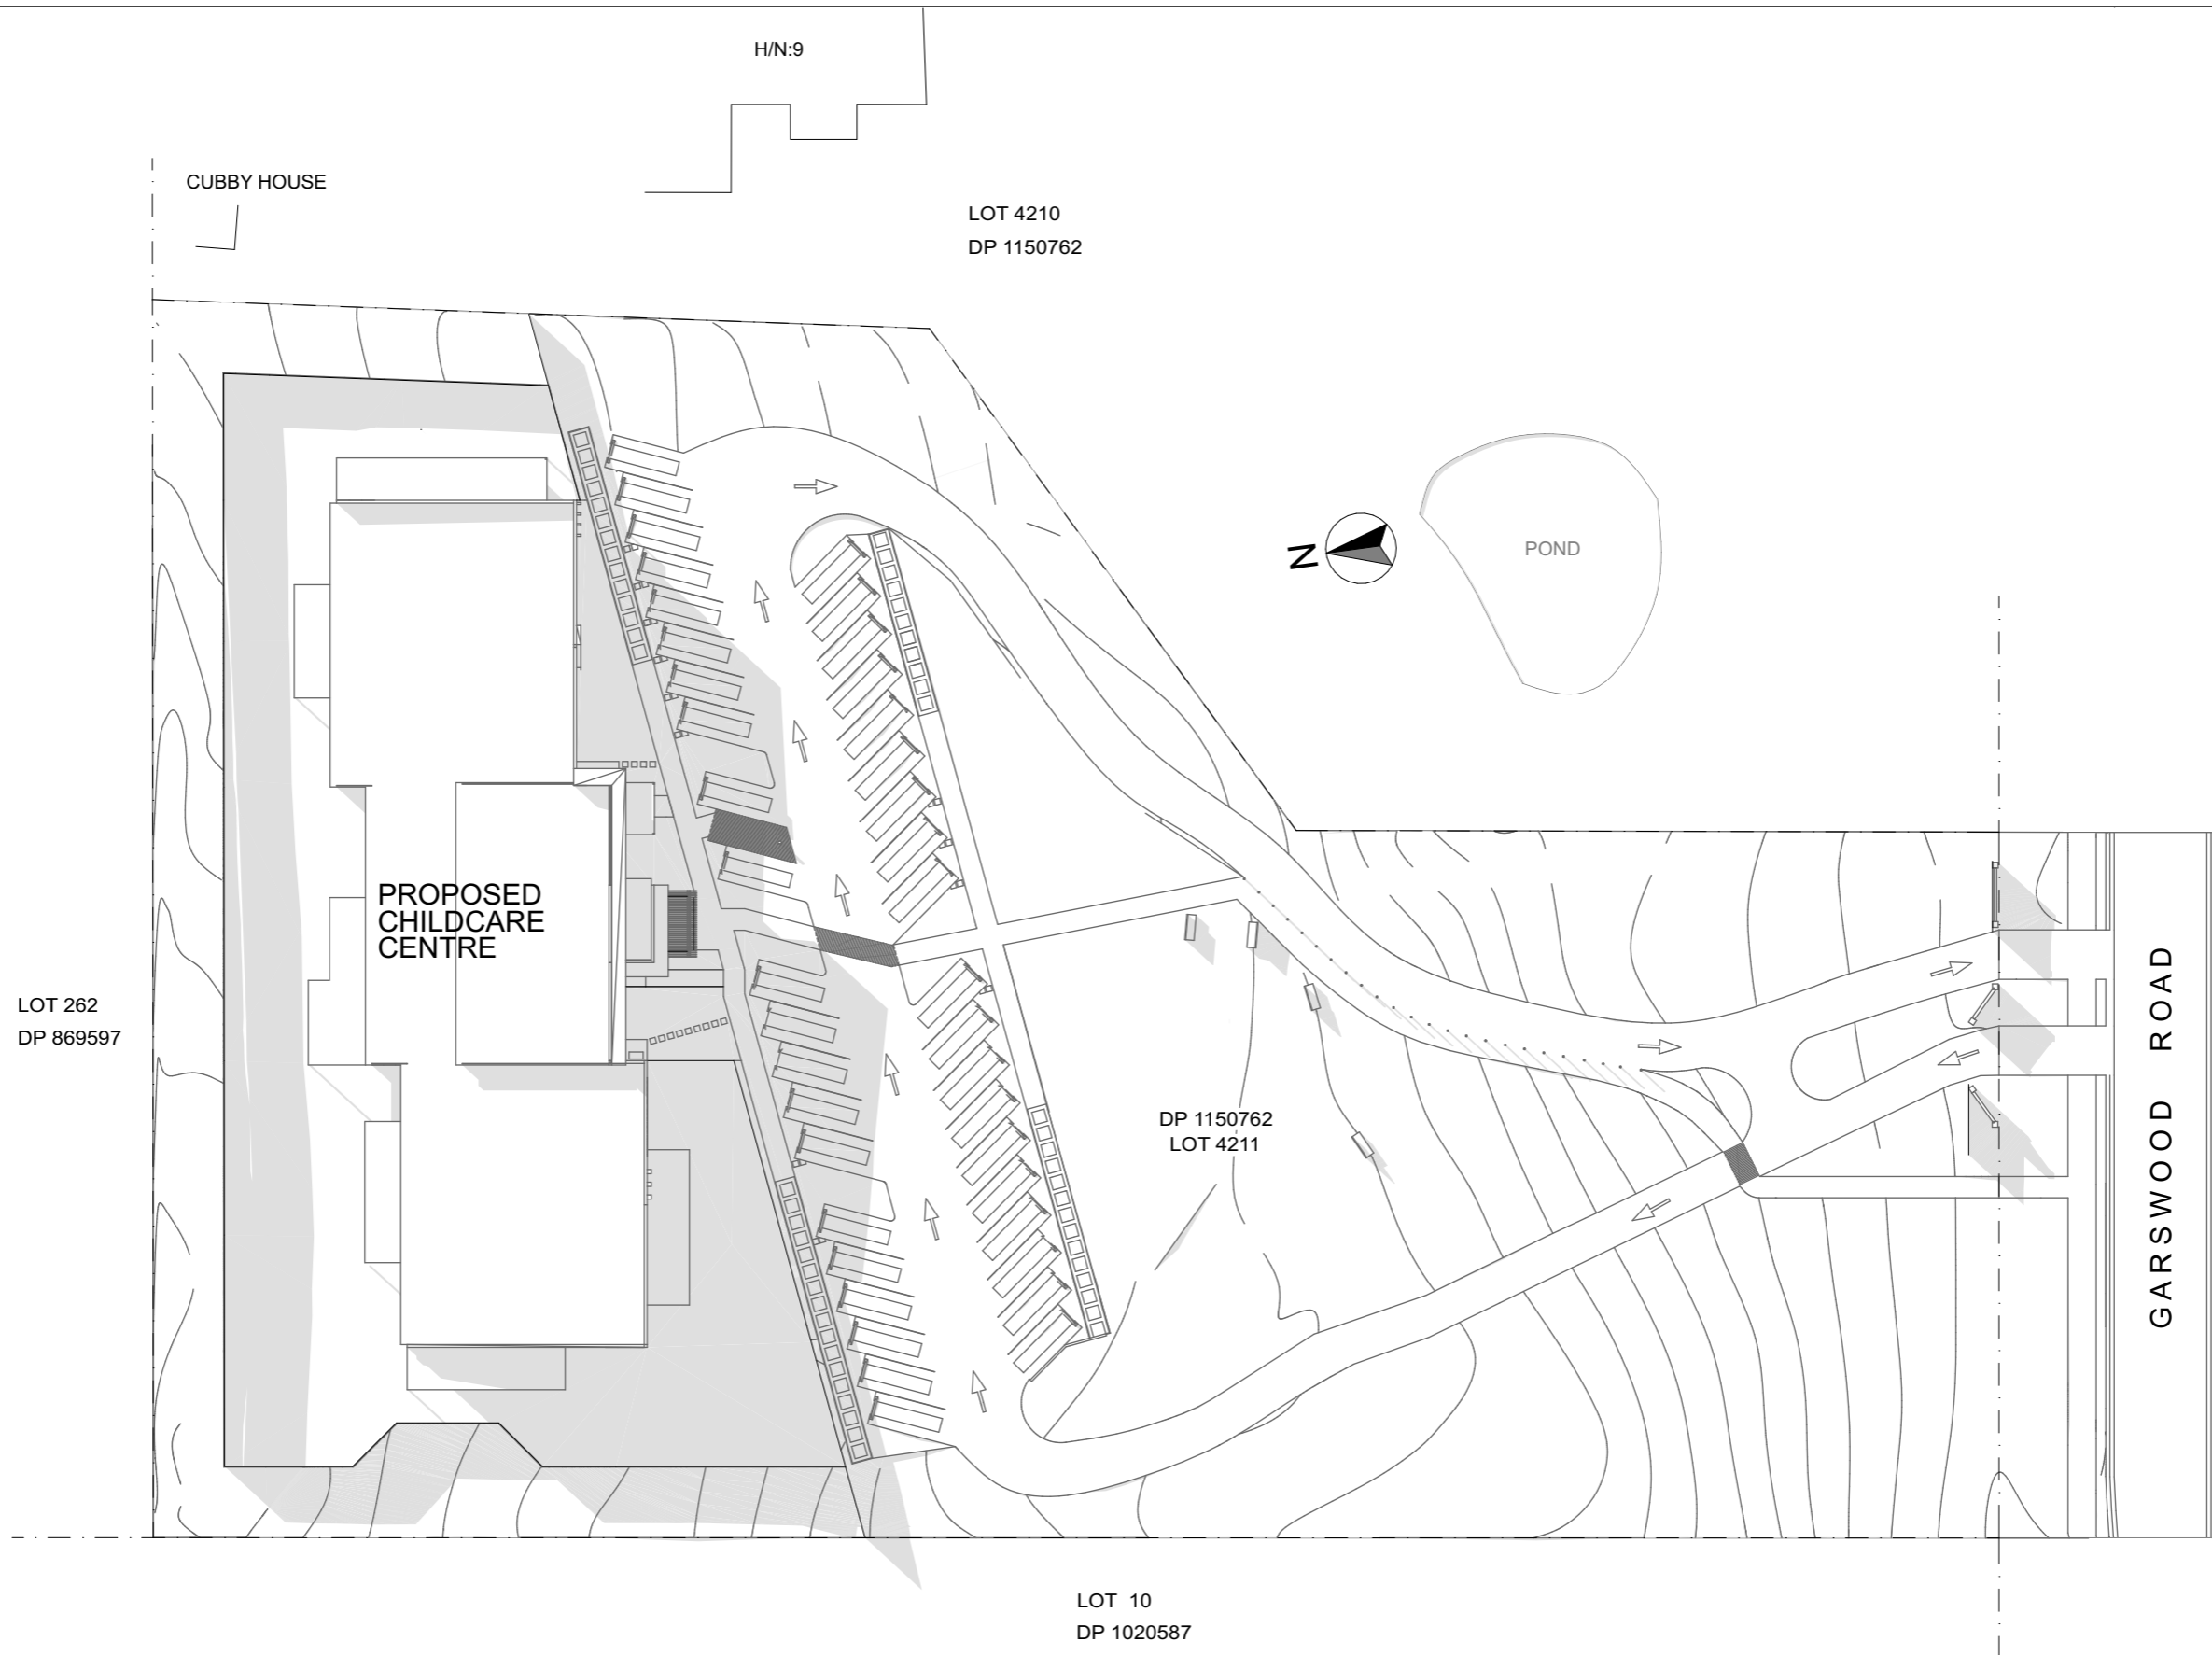 H/N:9
CUBBY HOUSE
LOT 4210
DP 1150762
N
POND
PROPOSED
CHILDCARE
CENTRE
LOT 262
DP 869597
DP 1150762
LOT 4211
GARSWOOD ROAD
LOT 10
DP 1020587